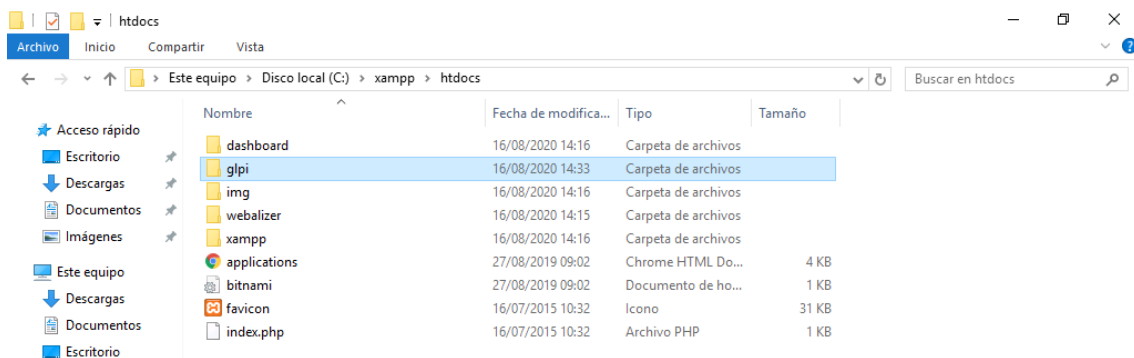 htdocs
Archivo Inicio Compartir Vista
Este equipo > Disco local (C:) > xampp > htdocs Buscar en htdocs
Nombre Fecha de modifica... Tipo Tamaño
Acceso rápido
Escritorio
Descargas
Documentos
Imágenes
Este equipo
Descargas
Documentos
Escritorio
dashboard 16/08/2020 14:16 Carpeta de archivos
glpi 16/08/2020 14:33 Carpeta de archivos
img 16/08/2020 14:16 Carpeta de archivos
webalizer 16/08/2020 14:15 Carpeta de archivos
xampp 16/08/2020 14:16 Carpeta de archivos
applications 27/08/2019 09:02 Chrome HTML Do... 4 KB
bitnami 27/08/2019 09:02 Documento de ho... 1 KB
favicon 16/07/2015 10:32 Icono 31 KB
index.php 16/07/2015 10:32 Archivo PHP 1 KB